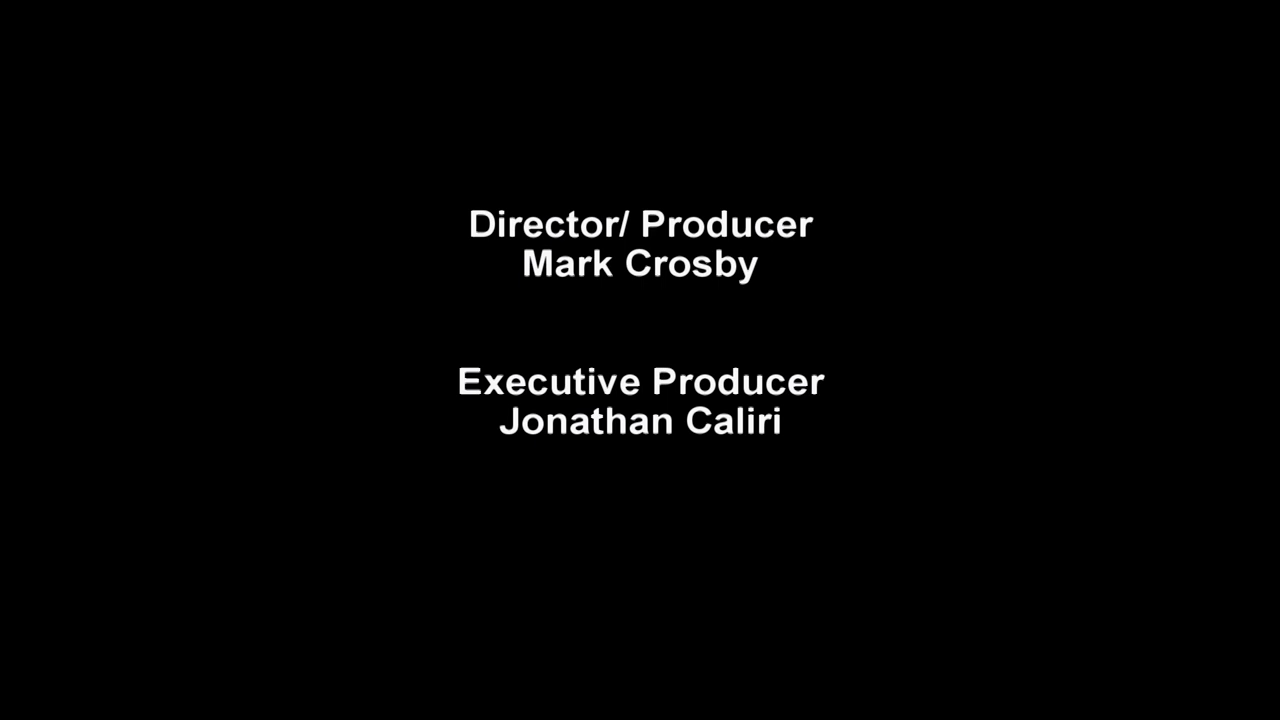 Director/ Producer
Mark Crosby
Executive Producer
Jonathan Caliri